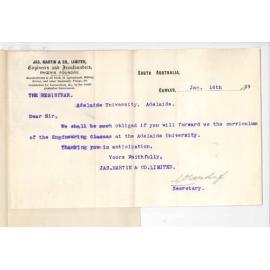 JAS. MARTIN & CO., LIMITED,
Engineers and Ironfounders,
PHOENIX FOUNDRY.
SOUTH AUSTRALIA.
GAWLER, Jan. 16th 99
THE REGISTRAR.
Adelaide University. Adelaide.
Dear Sir,
We shall be much obliged if you will forward us the curriculum
of the Engineering Classes at the Adelaide University.
Thanking you in anticipation,
Yours Faithfully,
JAS.MARTIN & CO.LIMITED.
Secretary.